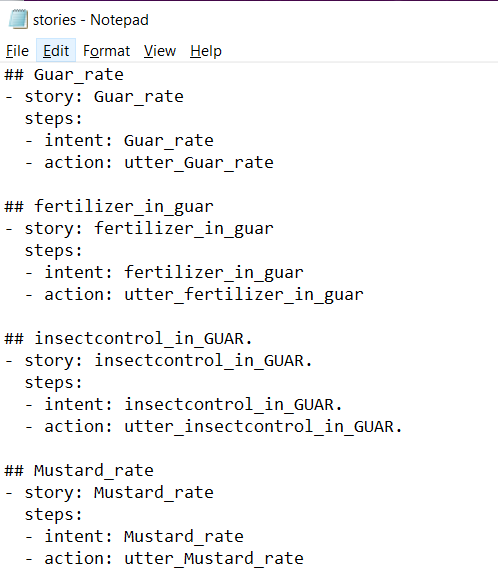 stories - Notepad
File Edit Format View Help
## Guar_rate
- story: Guar_rate
  steps:
  - intent: Guar_rate
  - action: utter_Guar_rate

## fertilizer_in_guar
- story: fertilizer_in_guar
  steps:
  - intent: fertilizer_in_guar
  - action: utter_fertilizer_in_guar

## insectcontrol_in_GUAR.
- story: insectcontrol_in_GUAR.
  steps:
  - intent: insectcontrol_in_GUAR.
  - action: utter_insectcontrol_in_GUAR.

## Mustard_rate
- story: Mustard_rate
  steps:
  - intent: Mustard_rate
  - action: utter_Mustard_rate